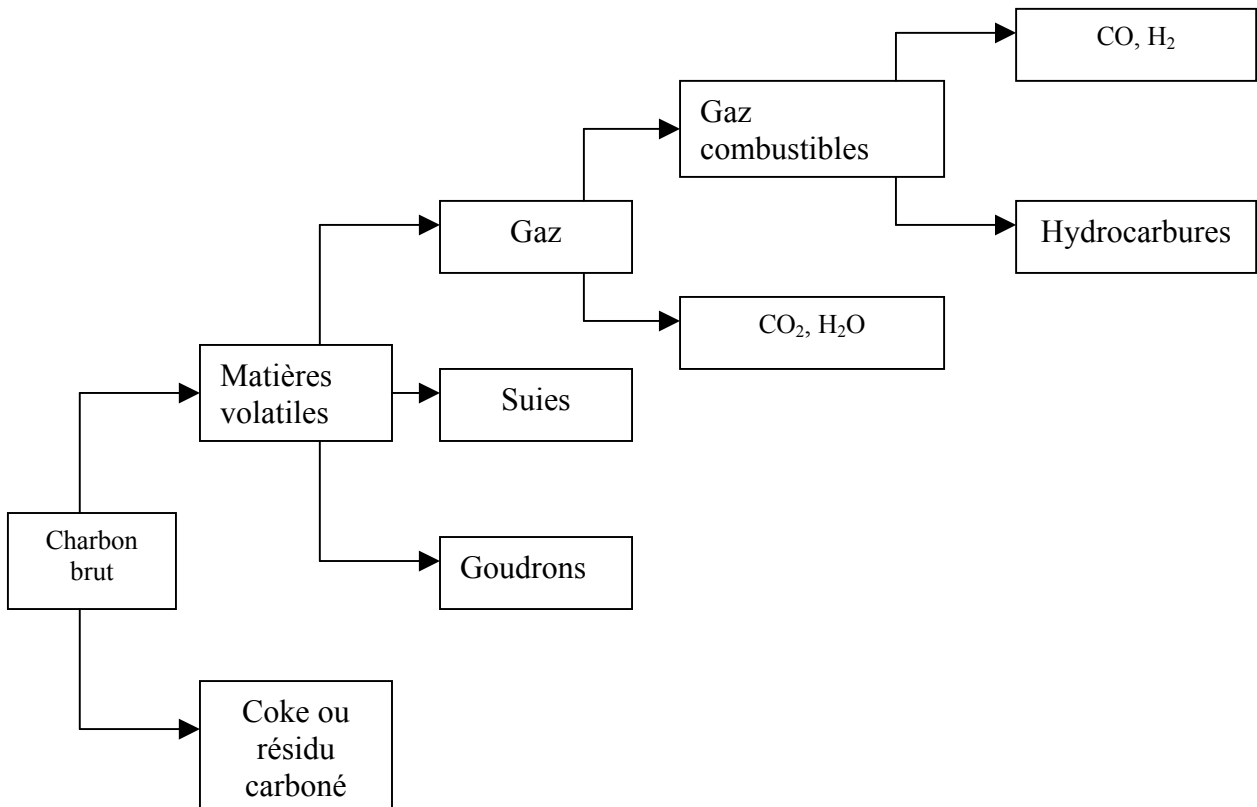 CO, H₂
Gaz
combustibles
Gaz
Hydrocarbures
CO₂, H₂O
Matières
volatiles
Suies
Charbon
brut
Goudrons
Coke ou
résidu
carboné